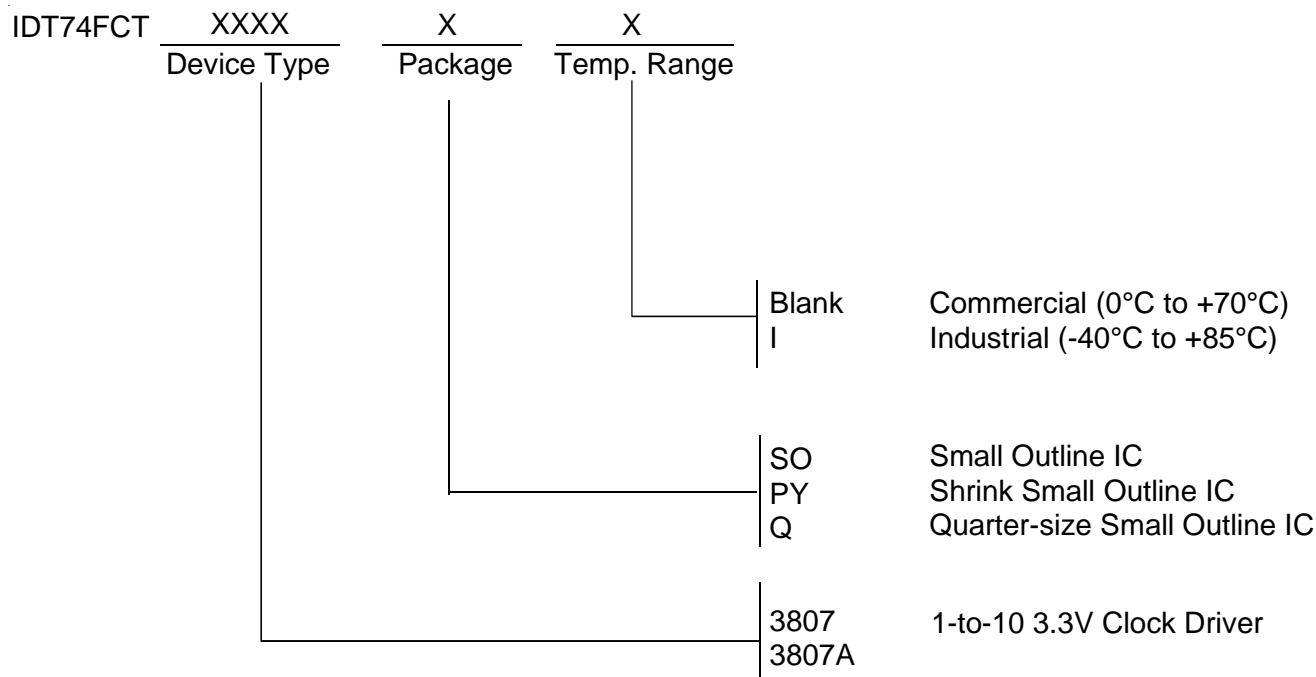 IDT74FCT XXXX X X
Device Type Package Temp. Range
Blank Commercial (0°C to +70°C)
I Industrial (-40°C to +85°C)
SO Small Outline IC
PY Shrink Small Outline IC
Q Quarter-size Small Outline IC
3807 1-to-10 3.3V Clock Driver
3807A